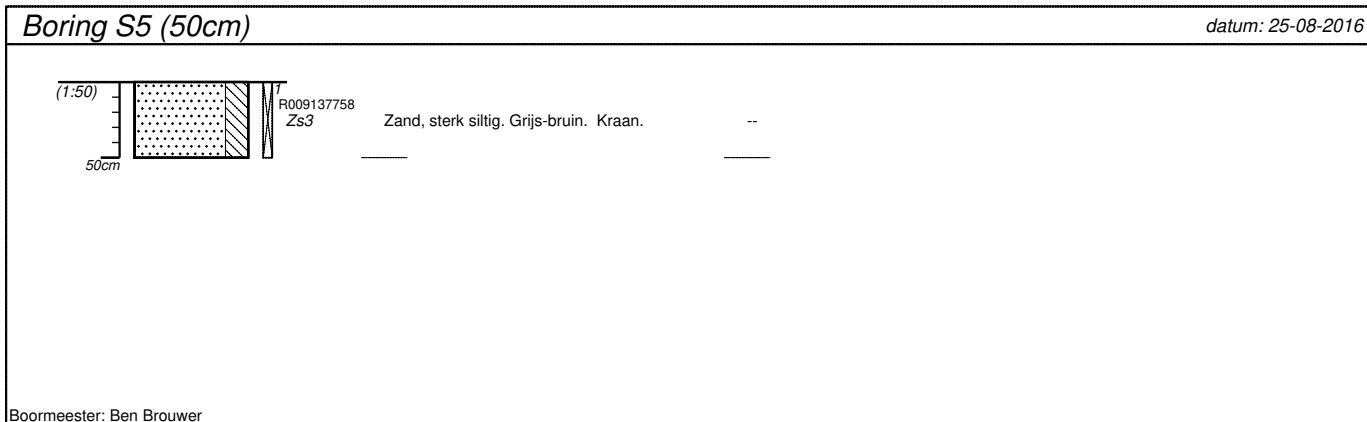 Boring S5 (50cm)
datum: 25-08-2016
(1:50)
1
R009137758
Zs3 Zand, sterk siltig. Grijs-bruin. Kraan. --
50cm
Boormeester: Ben Brouwer